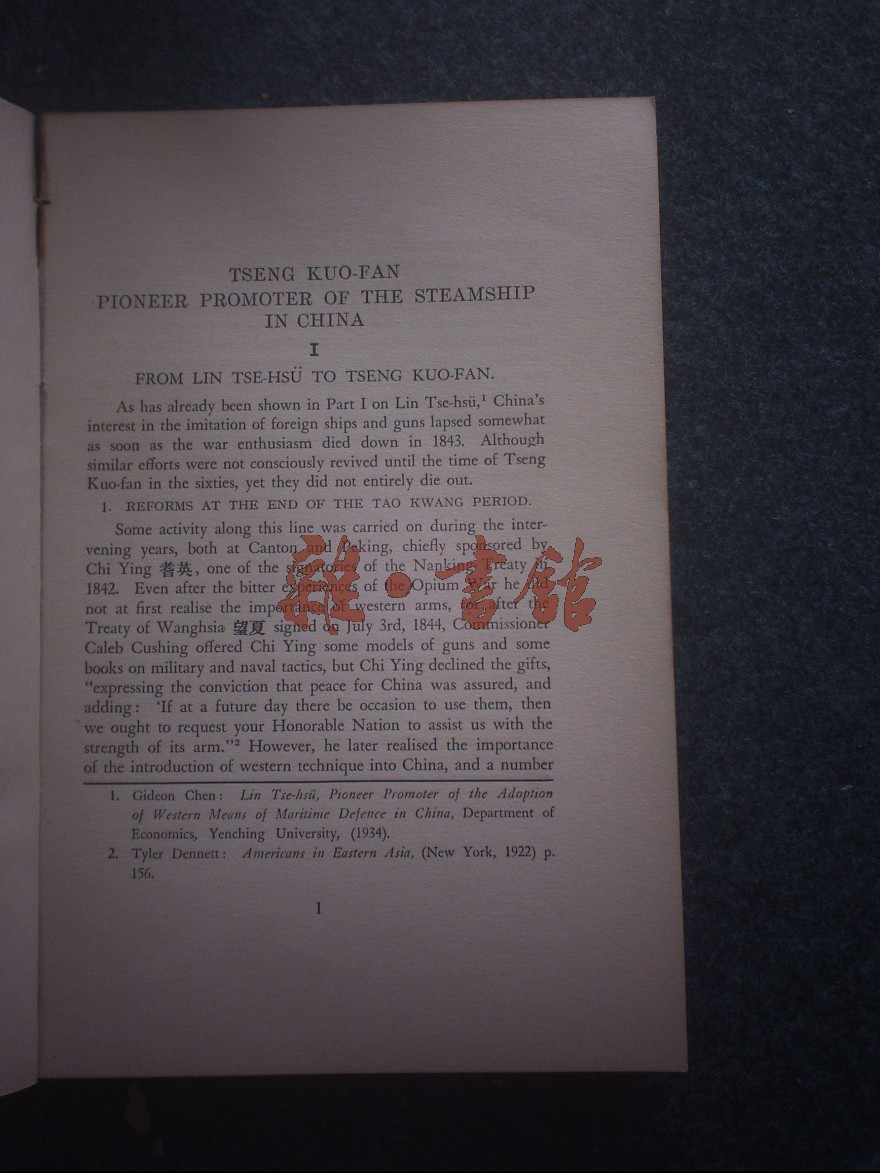 TSENG KUO-FAN
PIONEER PROMOTER OF THE STEAMSHIP
IN CHINA
I
FROM LIN TSE-HSÜ TO TSENG KUO-FAN.
As has already been shown in Part I on Lin Tse-hsü,¹ China's
interest in the imitation of foreign ships and guns lapsed somewhat
as soon as the war enthusiasm died down in 1843. Although
similar efforts were not consciously revived until the time of Tseng
Kuo-fan in the sixties, yet they did not entirely die out.
1. REFORMS AT THE END OF THE TAO KWANG PERIOD.
Some activity along this line was carried on during the inter-
vening years, both at Canton and Peking, chiefly sponsored by
Chi Ying 耆英, one of the signatories of the Nanking Treaty in
1842. Even after the bitter experiences of the Opium War he did
not at first realise the importance of western arms, for after the
Treaty of Wanghsia 望夏 signed on July 3rd, 1844, Commissioner
Caleb Cushing offered Chi Ying some models of guns and some
books on military and naval tactics, but Chi Ying declined the gifts,
"expressing the conviction that peace for China was assured, and
adding: 'If at a future day there be occasion to use them, then
we ought to request your Honorable Nation to assist us with the
strength of its arm."² However, he later realised the importance
of the introduction of western technique into China, and a number
1. Gideon Chen: Lin Tse-hsü, Pioneer Promoter of the Adoption
of Western Means of Maritime Defence in China, Department of
Economics, Yenching University, (1934).
2. Tyler Dennett: Americans in Eastern Asia, (New York, 1922) p.
156.
1
雜·書館